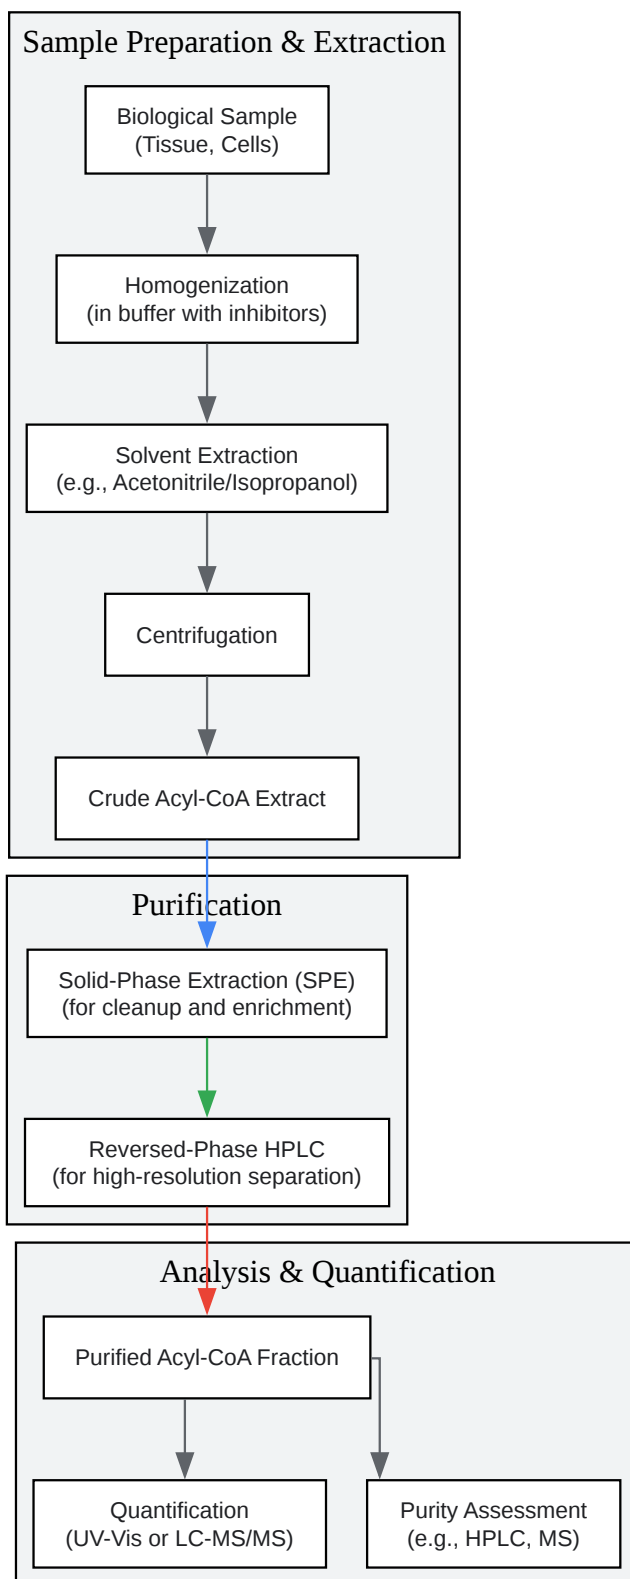 Sample Preparation & Extraction
Biological Sample
(Tissue, Cells)
Homogenization
(in buffer with inhibitors)
Solvent Extraction
(e.g., Acetonitrile/Isopropanol)
Centrifugation
Crude Acyl-CoA Extract
Purification
Solid-Phase Extraction (SPE)
(for cleanup and enrichment)
Reversed-Phase HPLC
(for high-resolution separation)
Analysis & Quantification
Purified Acyl-CoA Fraction
Quantification
(UV-Vis or LC-MS/MS)
Purity Assessment
(e.g., HPLC, MS)